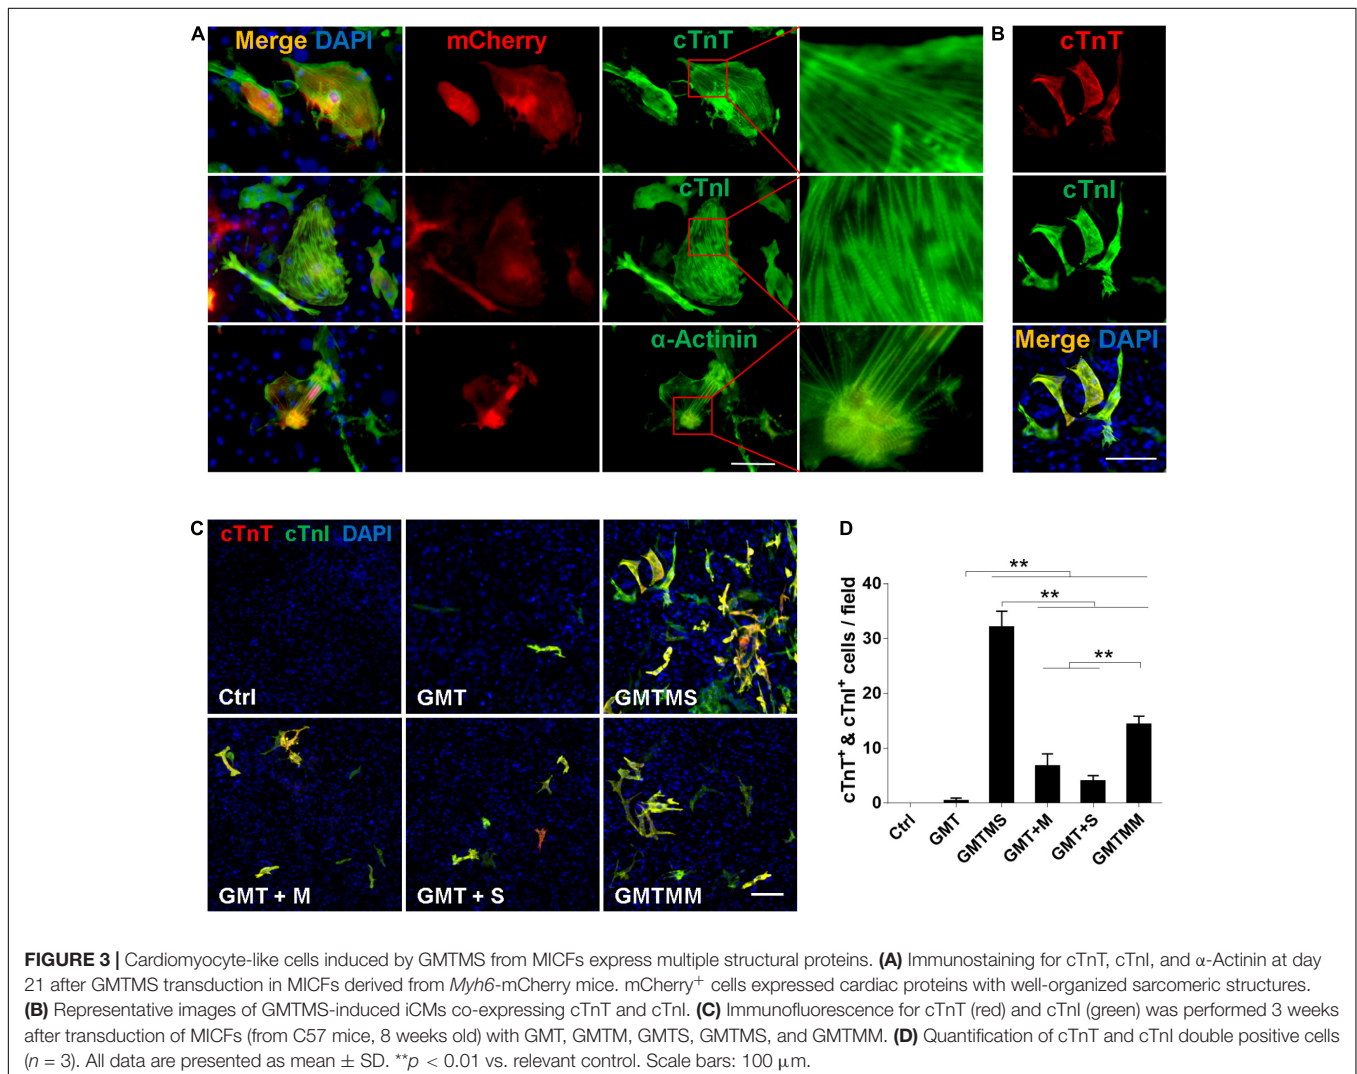 A
Merge DAPI
mCherry
cTnT
cTnI
α-Actinin
B
cTnT
cTnI
Merge DAPI
C
cTnT cTnI DAPI
Ctrl
GMT
GMTMS
GMT + M
GMT + S
GMTMM
D
cTnT⁺ & cTnI⁺ cells / field
40
30
20
10
0
**
**
**
Ctrl
GMT
GMTMS
GMT+M
GMT+S
GMTMM
FIGURE 3 | Cardiomyocyte-like cells induced by GMTMS from MICFs express multiple structural proteins. (A) Immunostaining for cTnT, cTnI, and α-Actinin at day
21 after GMTMS transduction in MICFs derived from Myh6-mCherry mice. mCherry⁺ cells expressed cardiac proteins with well-organized sarcomeric structures.
(B) Representative images of GMTMS-induced iCMs co-expressing cTnT and cTnI. (C) Immunofluorescence for cTnT (red) and cTnI (green) was performed 3 weeks
after transduction of MICFs (from C57 mice, 8 weeks old) with GMT, GMTM, GMTS, GMTMS, and GMTMM. (D) Quantification of cTnT and cTnI double positive cells
(n = 3). All data are presented as mean ± SD. **p < 0.01 vs. relevant control. Scale bars: 100 μm.